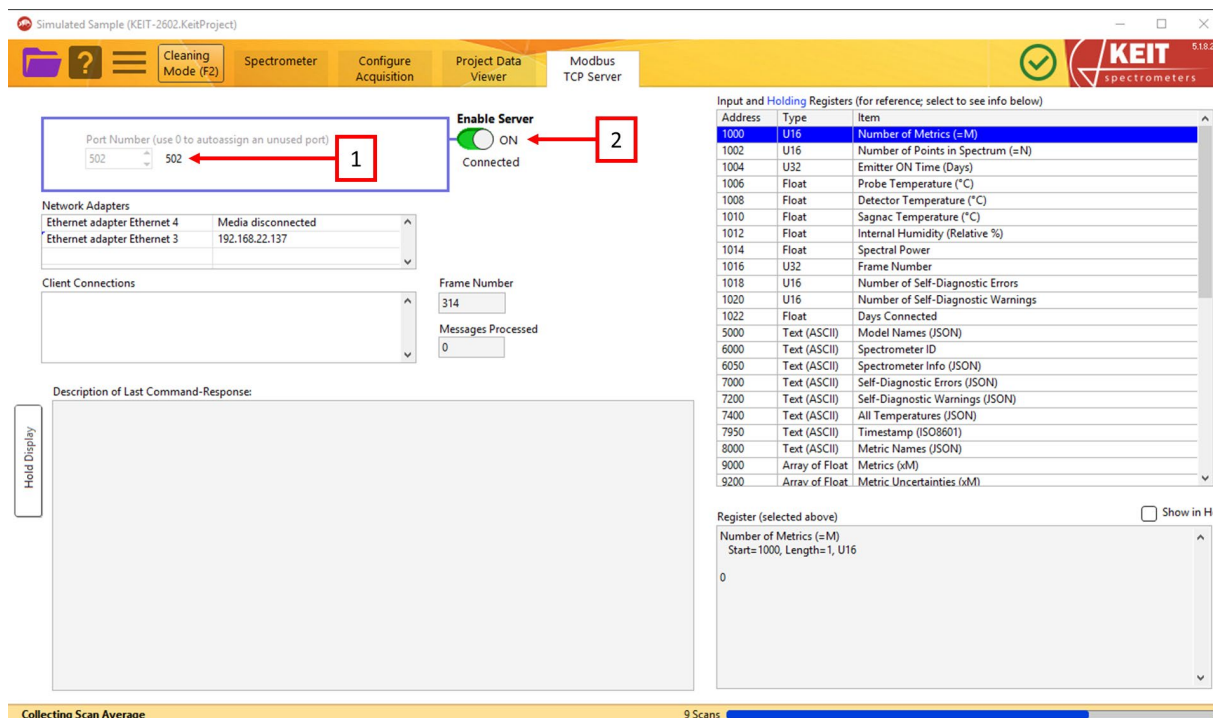 Simulated Sample (KEIT-2602.KeitProject)
Cleaning
Mode (F2)
Spectrometer
Configure
Acquisition
Project Data
Viewer
Modbus
TCP Server
KEIT
spectrometers
5.1.8.2
Port Number (use 0 to autoassign an unused port)
502
502
1
Enable Server
ON
Connected
2
Network Adapters
Ethernet adapter Ethernet 4 Media disconnected
Ethernet adapter Ethernet 3 192.168.22.137
Client Connections
Frame Number
314
Messages Processed
0
Description of Last Command-Response:
Hold Display
Input and Holding Registers (for reference; select to see info below)
Address Type Item
1000 U16 Number of Metrics (=M)
1002 U16 Number of Points in Spectrum (=N)
1004 U32 Emitter ON Time (Days)
1006 Float Probe Temperature (°C)
1008 Float Detector Temperature (°C)
1010 Float Sagnac Temperature (°C)
1012 Float Internal Humidity (Relative %)
1014 Float Spectral Power
1016 U32 Frame Number
1018 U16 Number of Self-Diagnostic Errors
1020 U16 Number of Self-Diagnostic Warnings
1022 Float Days Connected
5000 Text (ASCII) Model Names (JSON)
6000 Text (ASCII) Spectrometer ID
6050 Text (ASCII) Spectrometer Info (JSON)
7000 Text (ASCII) Self-Diagnostic Errors (JSON)
7200 Text (ASCII) Self-Diagnostic Warnings (JSON)
7400 Text (ASCII) All Temperatures (JSON)
7950 Text (ASCII) Timestamp (ISO8601)
8000 Text (ASCII) Metric Names (JSON)
9000 Array of Float Metrics (xM)
9200 Array of Float Metric Uncertainties (xM)
Register (selected above)
Show in H
Number of Metrics (=M)
Start=1000, Length=1, U16
0
Collecting Scan Average
9 Scans